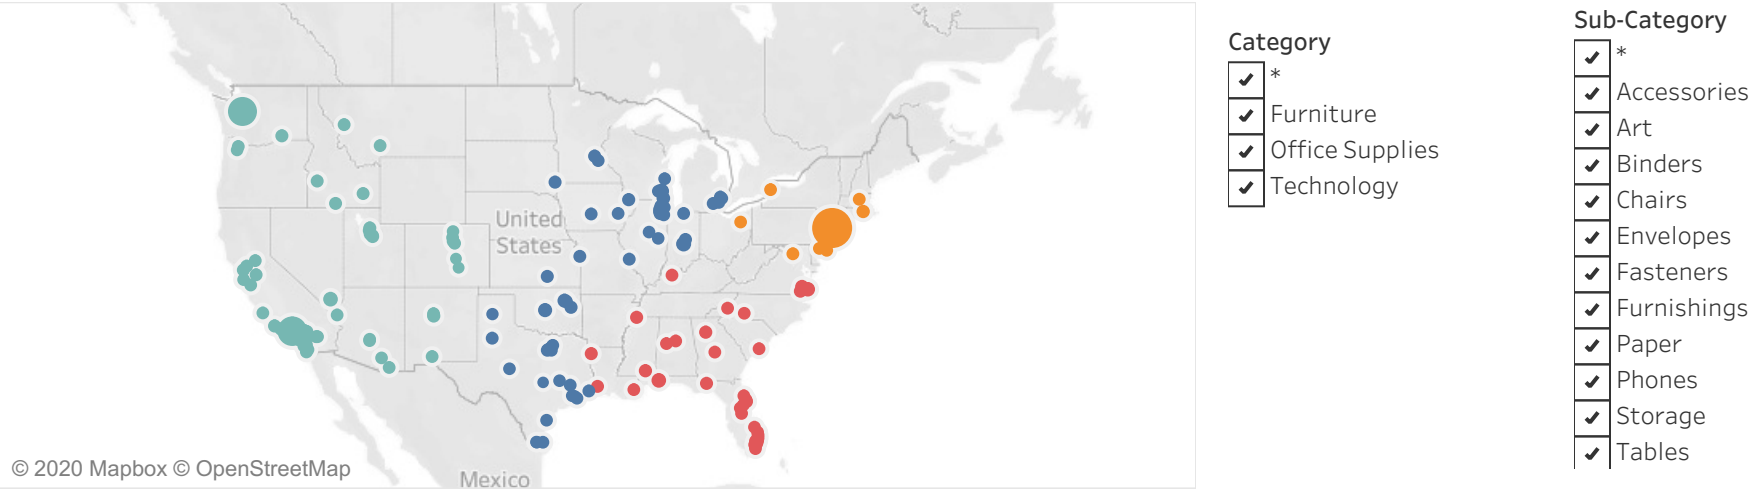 United
States
Mexico
© 2020 Mapbox © OpenStreetMap
Category
*
Furniture
Office Supplies
Technology
Sub-Category
*
Accessories
Art
Binders
Chairs
Envelopes
Fasteners
Furnishings
Paper
Phones
Storage
Tables